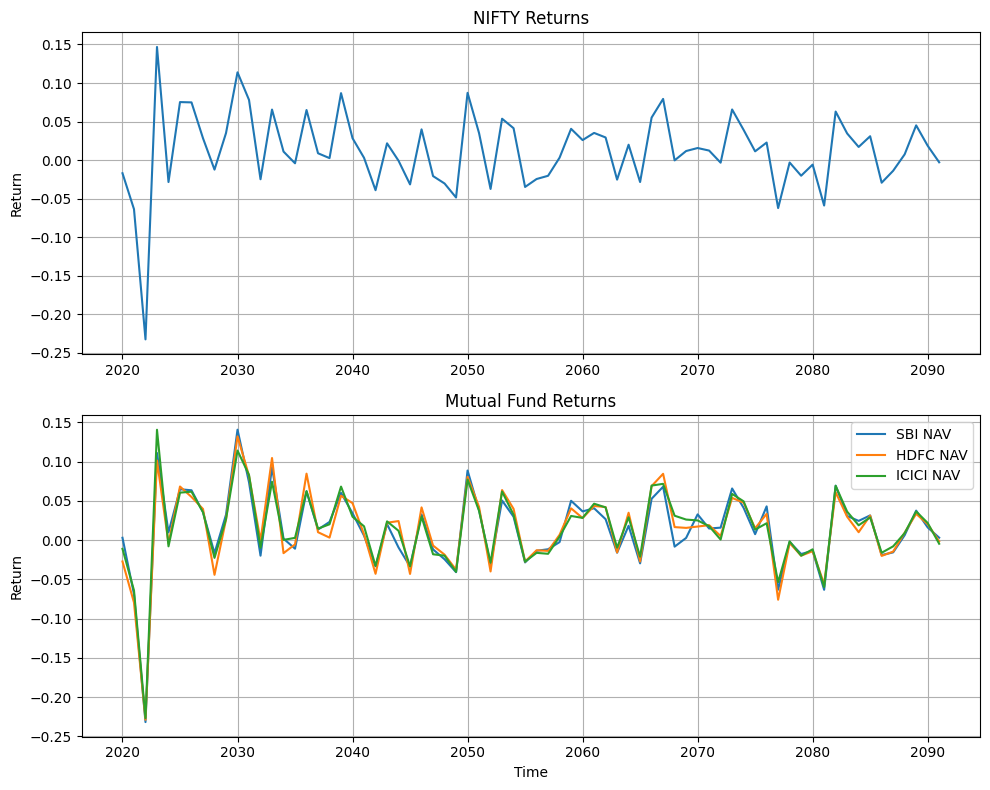 NIFTY Returns
Return
0.15
0.10
0.05
0.00
−0.05
−0.10
−0.15
−0.20
−0.25
2020 2030 2040 2050 2060 2070 2080 2090
Mutual Fund Returns
Return
0.15
0.10
0.05
0.00
−0.05
−0.10
−0.15
−0.20
−0.25
SBI NAV
HDFC NAV
ICICI NAV
2020 2030 2040 2050 2060 2070 2080 2090
Time